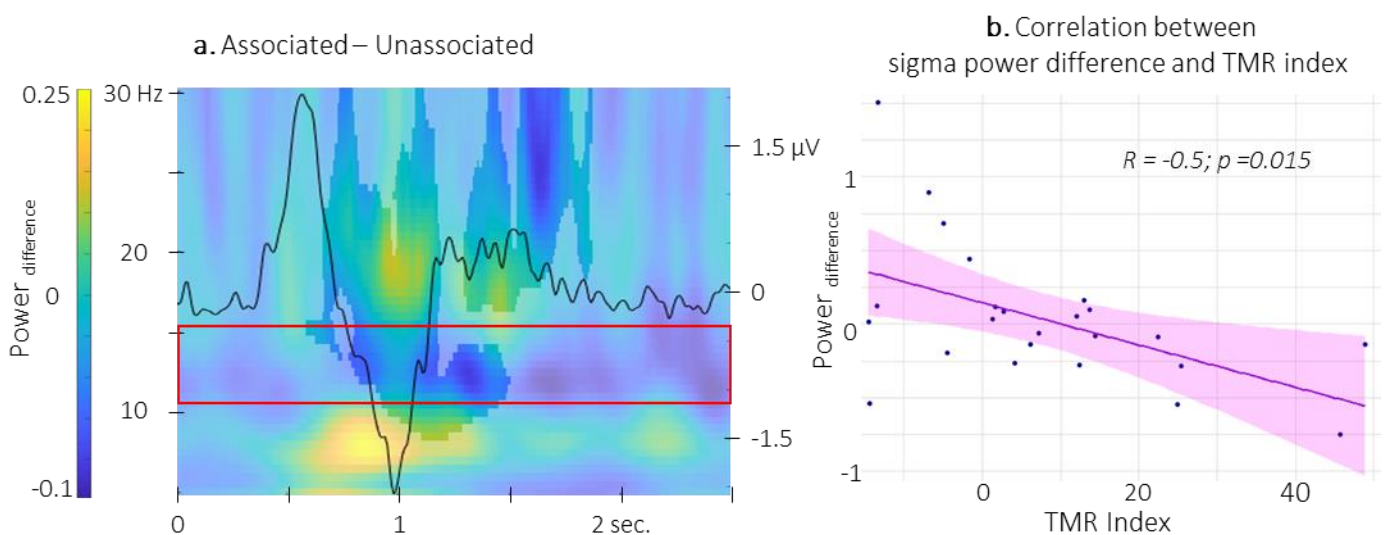 a. Associated – Unassociated
0.25
0
-0.1
Power difference
30 Hz
20
10
1.5 µV
0
-1.5
0
1
2 sec.
b. Correlation between
sigma power difference and TMR index
R = -0.5; p =0.015
Power difference
1
0
-1
0
20
40
TMR Index